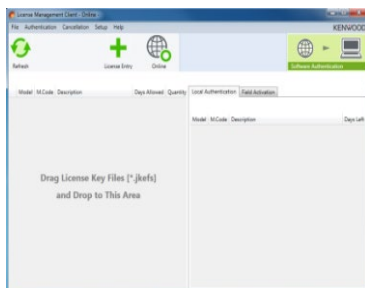 License Management Client - Online
File Authentication Cancellation Setup Help
KENWOOD
Refresh
License Entry
Online
Software Authentication
Model M.Code Description Days Allowed Quantity
Local Authentication Field Activation
Model M.Code Description Days Left
Drag License Key Files [*.jkefs]
and Drop to This Area